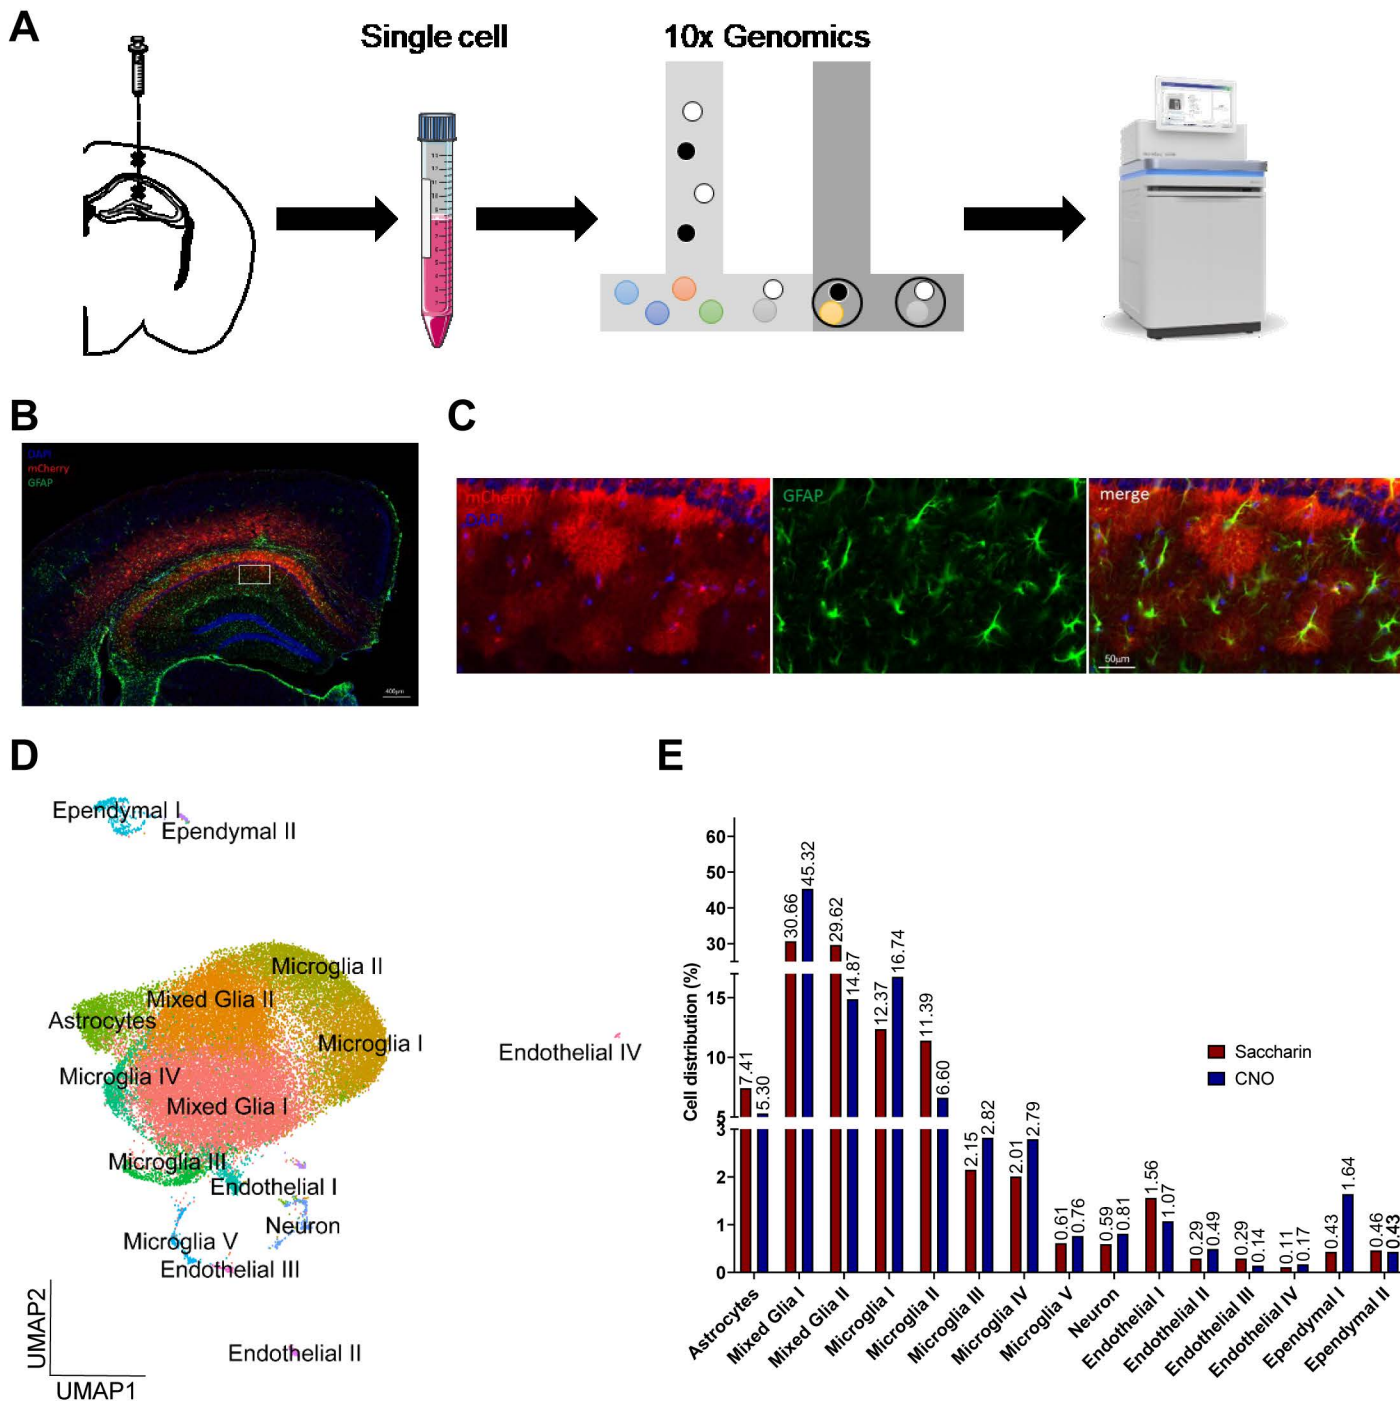 A
Single cell
10x Genomics
B
DAPI
mCherry
GFAP
400µm
C
mCherry
DAPI
GFAP
merge
50µm
D
Ependymal I
Ependymal II
Microglia II
Mixed Glia II
Astrocytes
Microglia I
Endothelial IV
Microglia IV
Mixed Glia I
Microglia III
Endothelial I
Neuron
Microglia V
Endothelial III
Endothelial II
UMAP2
UMAP1
E
Cell distribution (%)
60
50
40
30
15
10
5
3
2
1
0
7.41
5.30
30.66
45.32
29.62
14.87
12.37
16.74
11.39
6.60
2.15
2.82
2.01
2.79
0.61
0.76
0.59
0.81
1.56
1.07
0.29
0.49
0.29
0.14
0.11
0.17
0.43
1.64
0.46
0.43
Saccharin
CNO
Astrocytes
Mixed Glia I
Mixed Glia II
Microglia I
Microglia II
Microglia III
Microglia IV
Microglia V
Neuron
Endothelial I
Endothelial II
Endothelial III
Endothelial IV
Ependymal I
Ependymal II